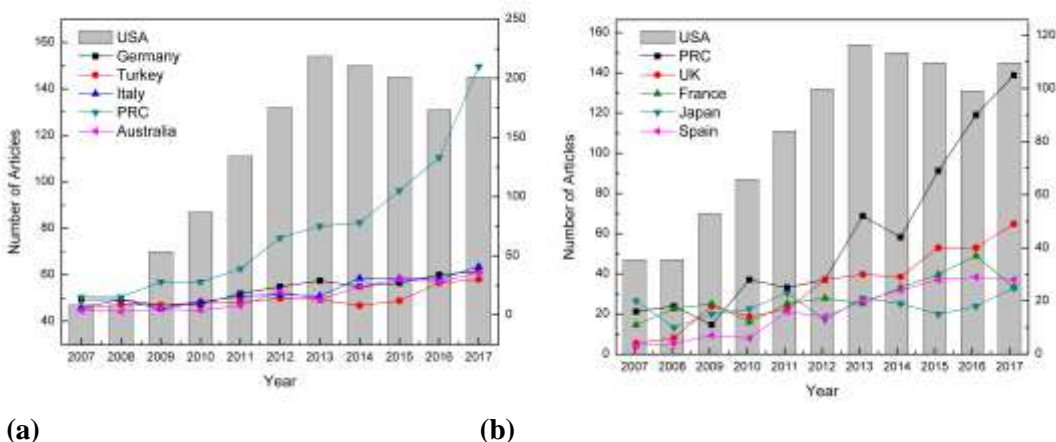 250
160
USA
Germany
Turkey
Italy
PRC
Australia
200
140
150
120
100
100
80
50
60
0
40
2007 2008 2009 2010 2011 2012 2013 2014 2015 2016 2017
Number of Articles
Year
(a)
160
USA
PRC
UK
France
Japan
Spain
120
140
100
120
80
100
80
60
60
40
40
20
20
0
0
2007 2008 2009 2010 2011 2012 2013 2014 2015 2016 2017
Number of Articles
Year
(b)